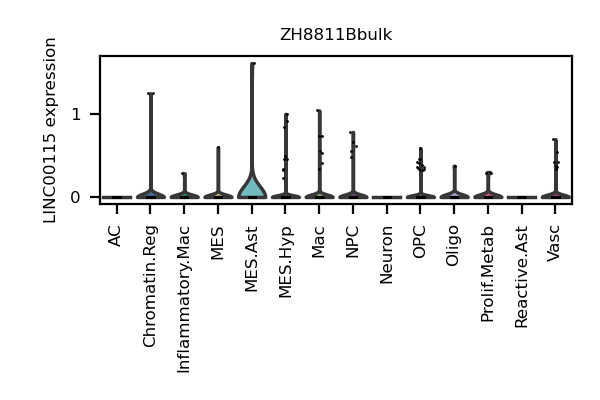 ZH8811Bbulk
LINC00115 expression
1
0
AC
Chromatin.Reg
Inflammatory.Mac
MES
MES.Ast
MES.Hyp
Mac
NPC
Neuron
OPC
Oligo
Prolif.Metab
Reactive.Ast
Vasc